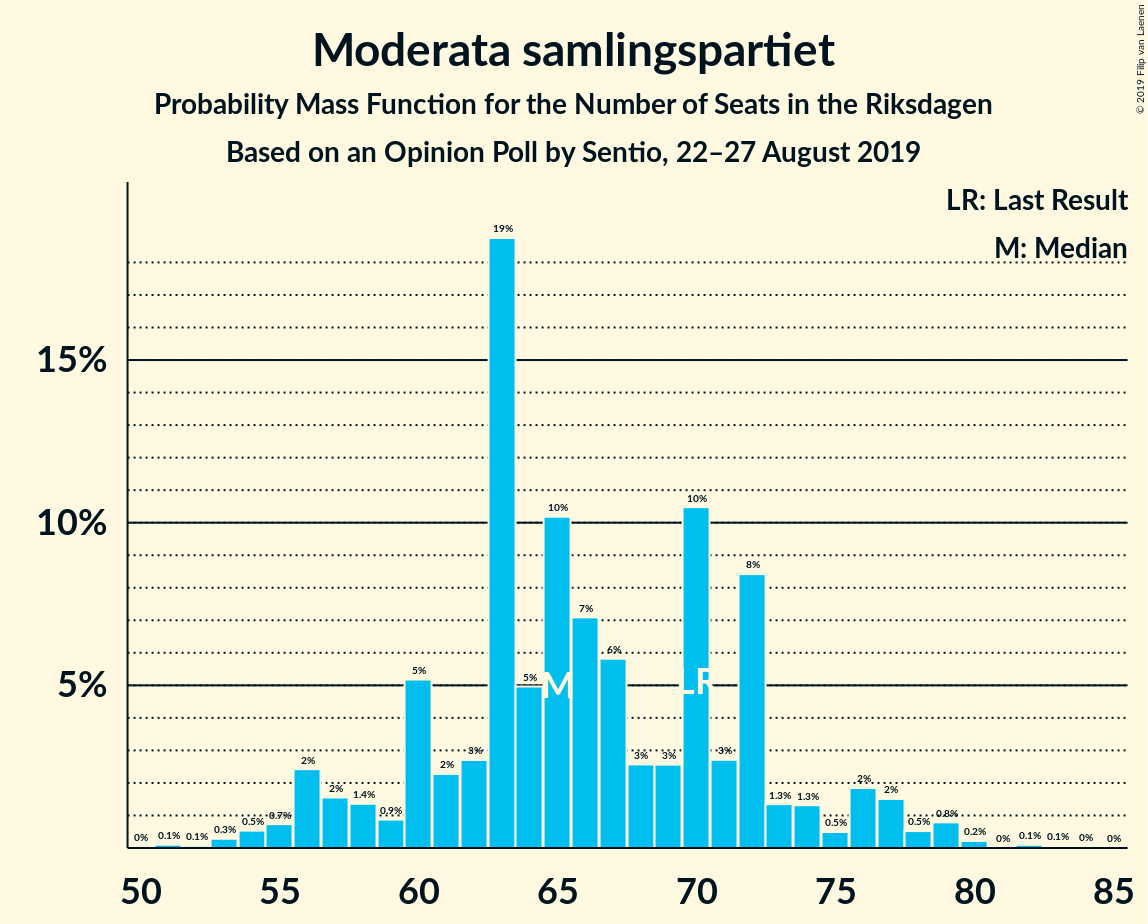 Moderata samlingspartiet
Probability Mass Function for the Number of Seats in the Riksdagen
Based on an Opinion Poll by Sentio, 22–27 August 2019
© 2019 Filip van Laenen
LR: Last Result
M: Median
15%
10%
5%
0% 0.1% 0.1% 0.3% 0.5% 0.7% 2% 2% 1.4% 0.9% 5% 2% 3% 19% 5% 10% 7% 6% 3% 3% 10% 3% 8% 1.3% 1.3% 0.5% 2% 2% 0.5% 0.8% 0.2% 0% 0.1% 0.1% 0% 0%
M LR
50 55 60 65 70 75 80 85